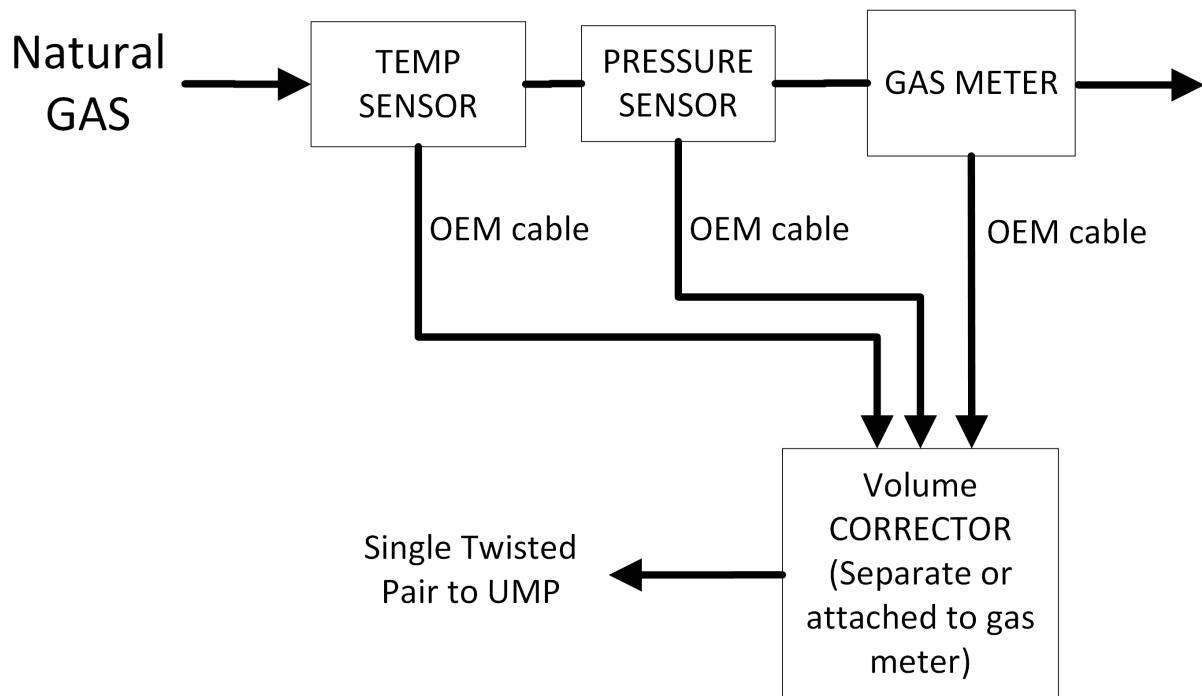 Natural
GAS
TEMP
SENSOR
PRESSURE
SENSOR
GAS METER
OEM cable
OEM cable
OEM cable
Volume
CORRECTOR
(Separate or
attached to gas
meter)
Single Twisted
Pair to UMP